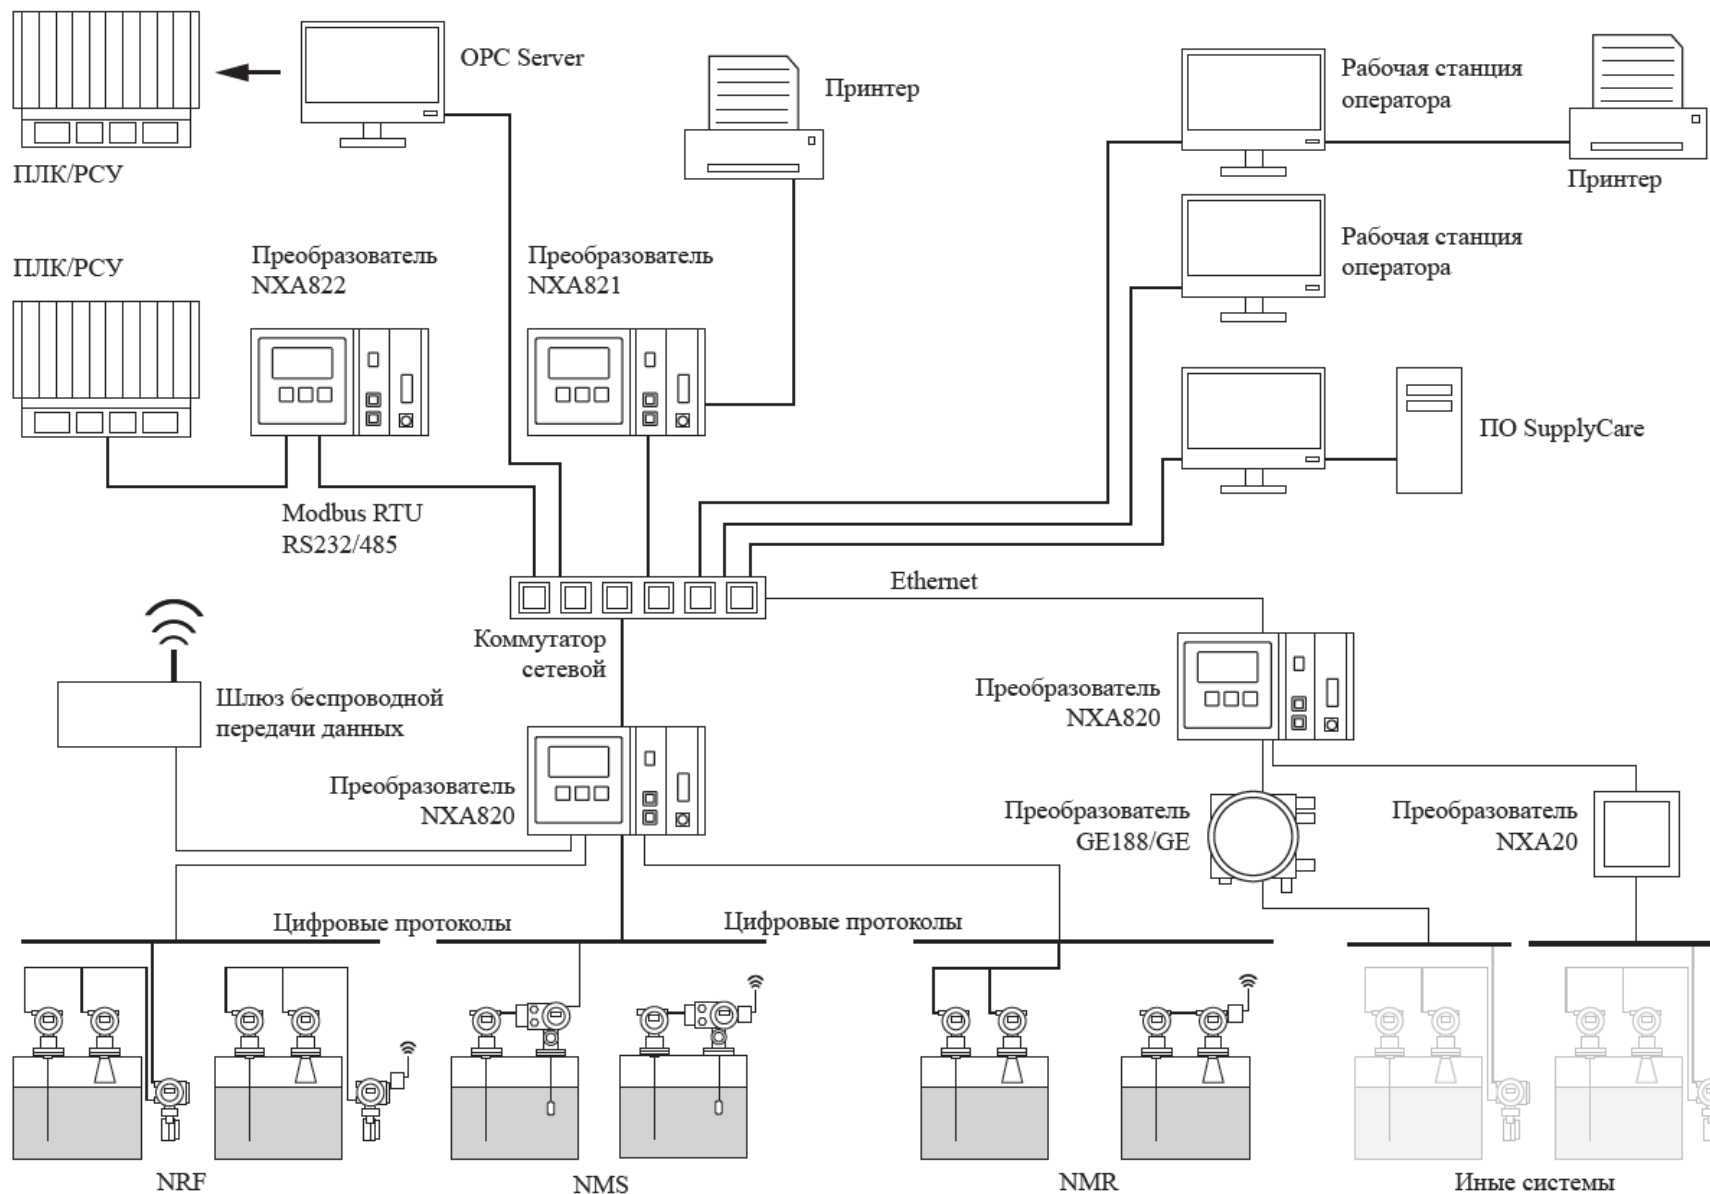 OPC Server
Принтер
Рабочая станция
оператора
ПЛК/РСУ
Принтер
Рабочая станция
оператора
ПЛК/РСУ
Преобразователь
NXA822
Преобразователь
NXA821
ПО SupplyCare
Modbus RTU
RS232/485
Ethernet
Коммутатор
сетевой
Шлюз беспроводной
передачи данных
Преобразователь
NXA820
Преобразователь
NXA820
Преобразователь
GE188/GE
Преобразователь
NXA20
Цифровые протоколы
Цифровые протоколы
NRF
NMS
NMR
Иные системы